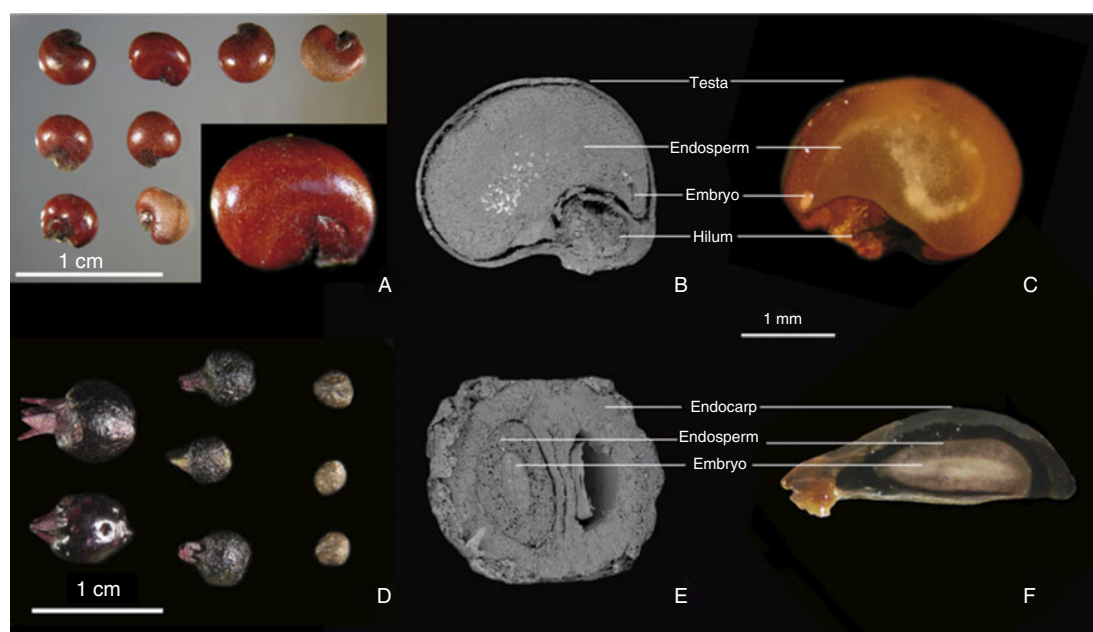 Testa
Endosperm
Embryo
Hilum
1 cm
A
B
C
1 mm
Endocarp
Endosperm
Embryo
1 cm
D
E
F